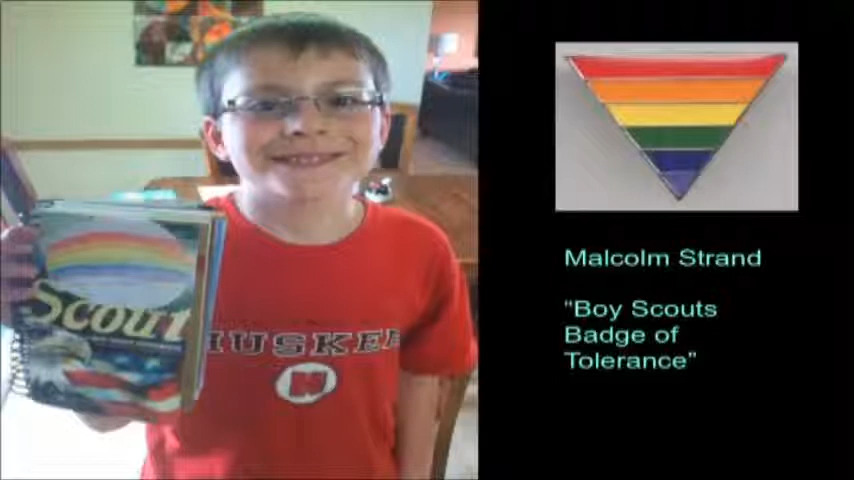 Scout
HUSKER
N
Malcolm Strand
"Boy Scouts
Badge of
Tolerance"